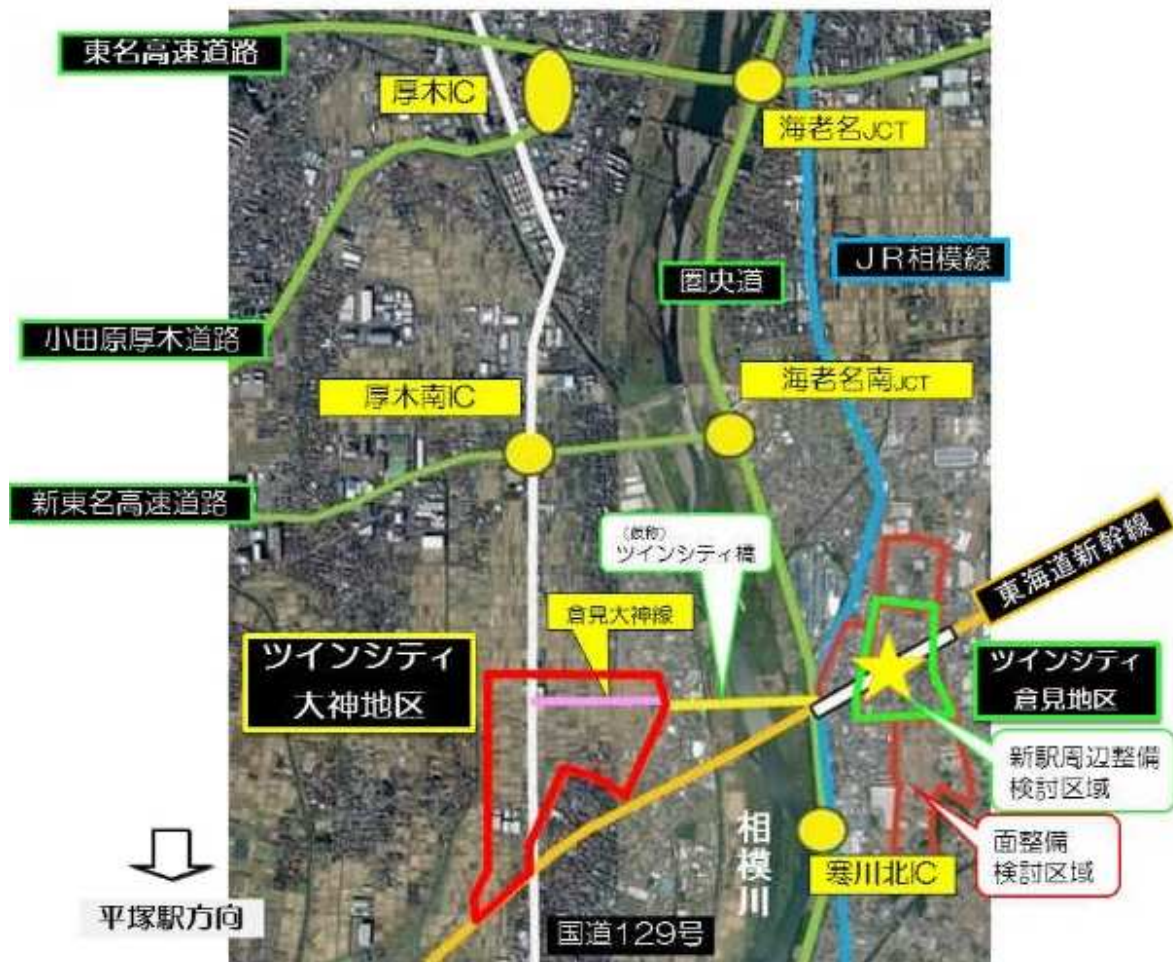 東名高速道路
厚木IC
海老名JCT
JR相模線
圏央道
小田原厚木道路
海老名南JCT
厚木南IC
新東名高速道路
(仮称)
ツインシティ橋
東海道新幹線
倉見大神線
ツインシティ
大神地区
ツインシティ
倉見地区
新駅周辺整備
検討区域
相模川
面整備
検討区域
寒川北IC
平塚駅方向
国道129号